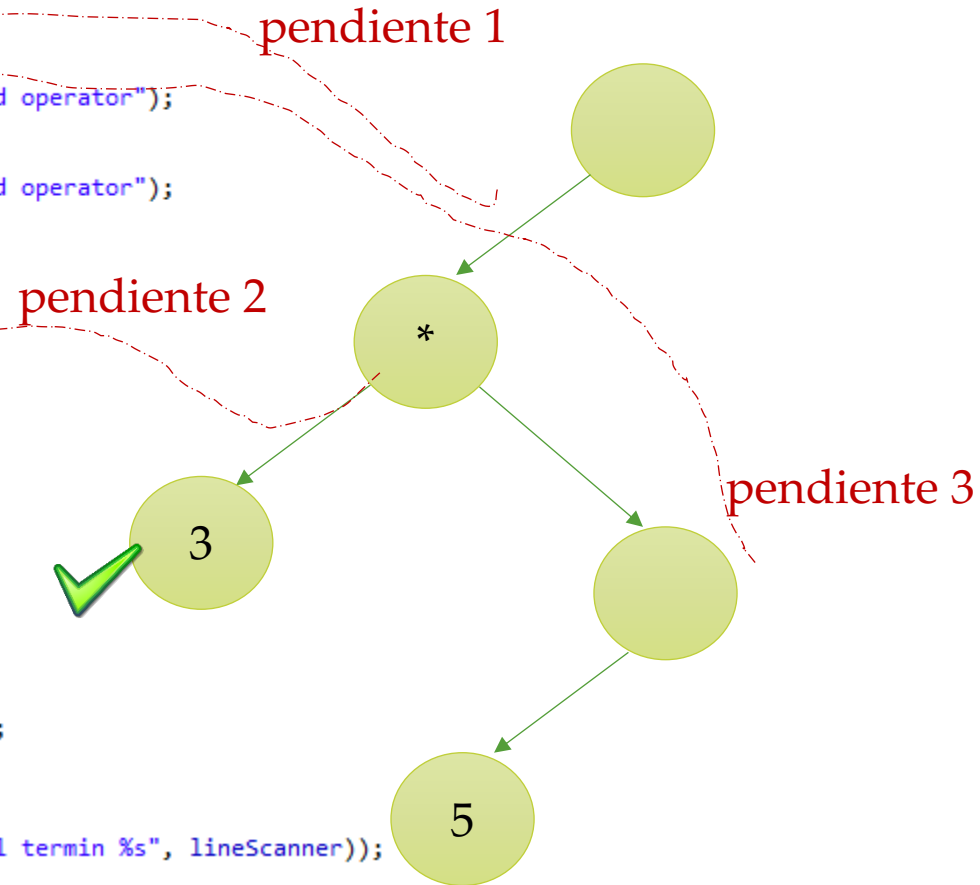 pendiente 1
d operator");
d operator");
pendiente 2
*
pendiente 3
3
;
5
l termin %s", lineScanner));